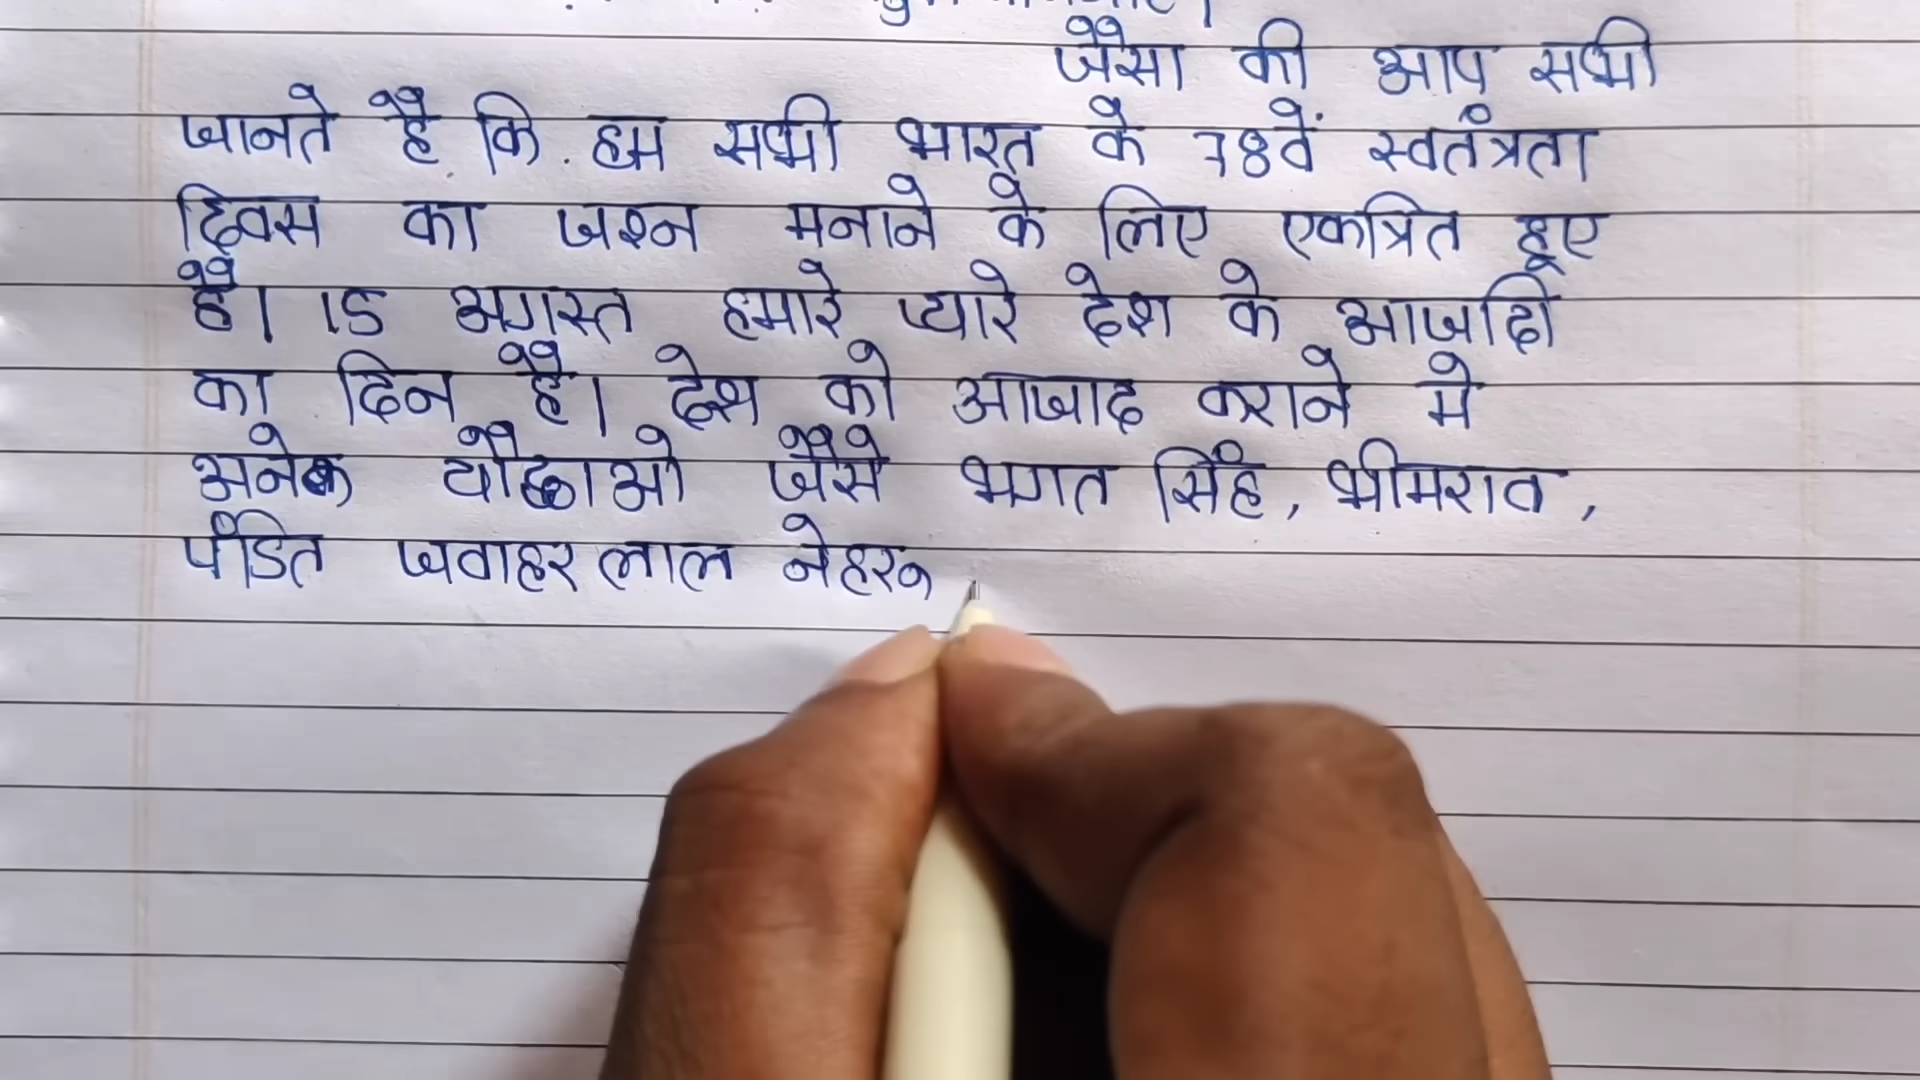 जैसा की आप सभी
जानते है कि हम सभी भारत के 78वें स्वतंत्रता
दिवस का जश्न मनाने के लिए एकत्रित हूए
है। 15 अगस्त हमारे प्यारे देश के आजादी
का दिन है। देश को आजाद कराने मे
अनेक यौद्धाओ जैसे भगत सिंह, भीमराव,
पंडित जवाहरलाल नेहरू